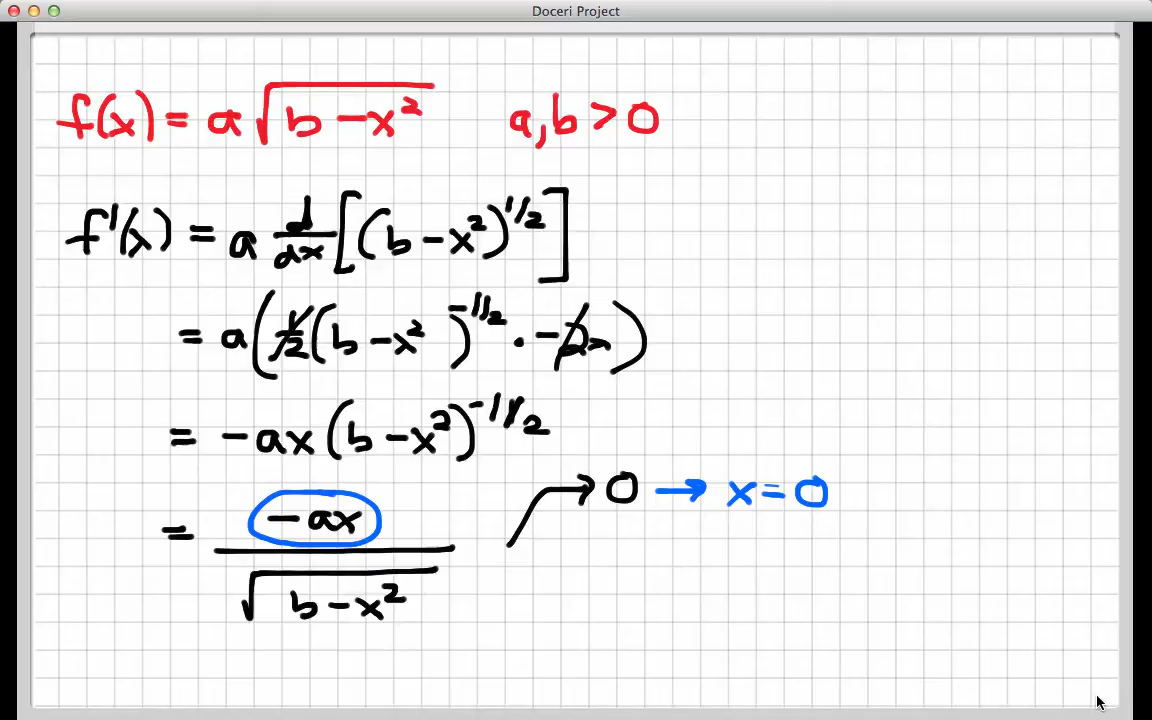 Doceri Project
f(x) = a √(b - x²)    a, b > 0
f'(x) = a d/dx [(b - x²)^1/2]
= a(1/2(b - x²)^-1/2 · -2x)
= -ax(b - x²)^-1/2
→ 0 → x = 0
= -ax / √(b - x²)